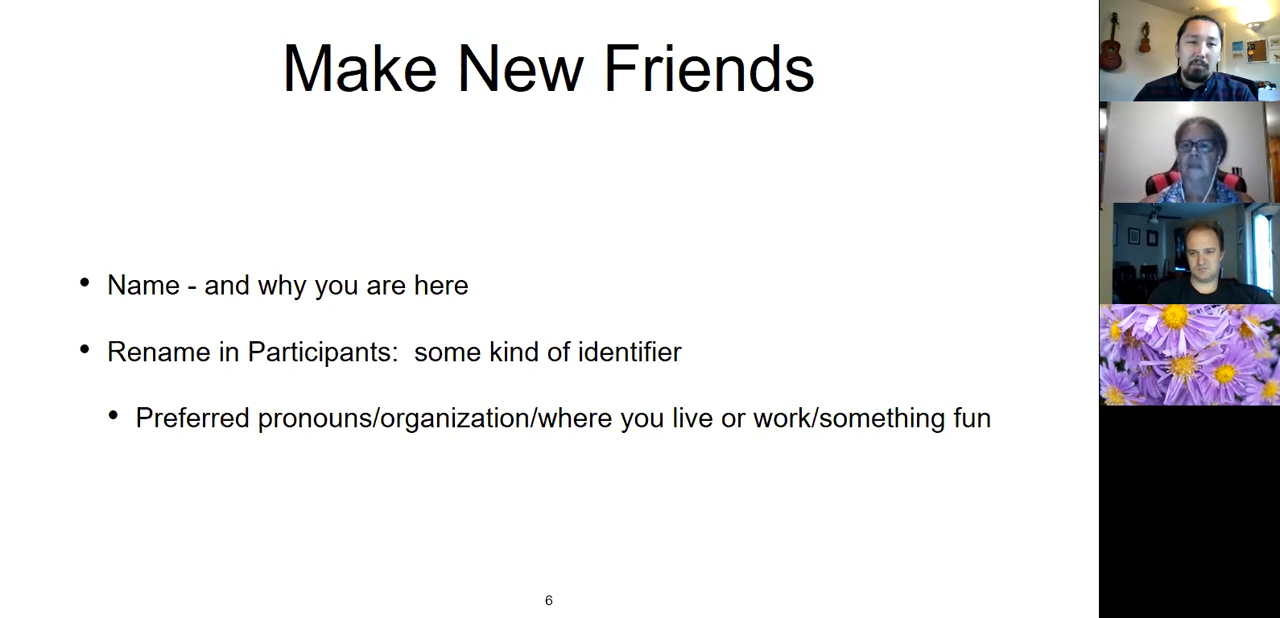 Make New Friends
• Name - and why you are here
• Rename in Participants:  some kind of identifier
• Preferred pronouns/organization/where you live or work/something fun
6